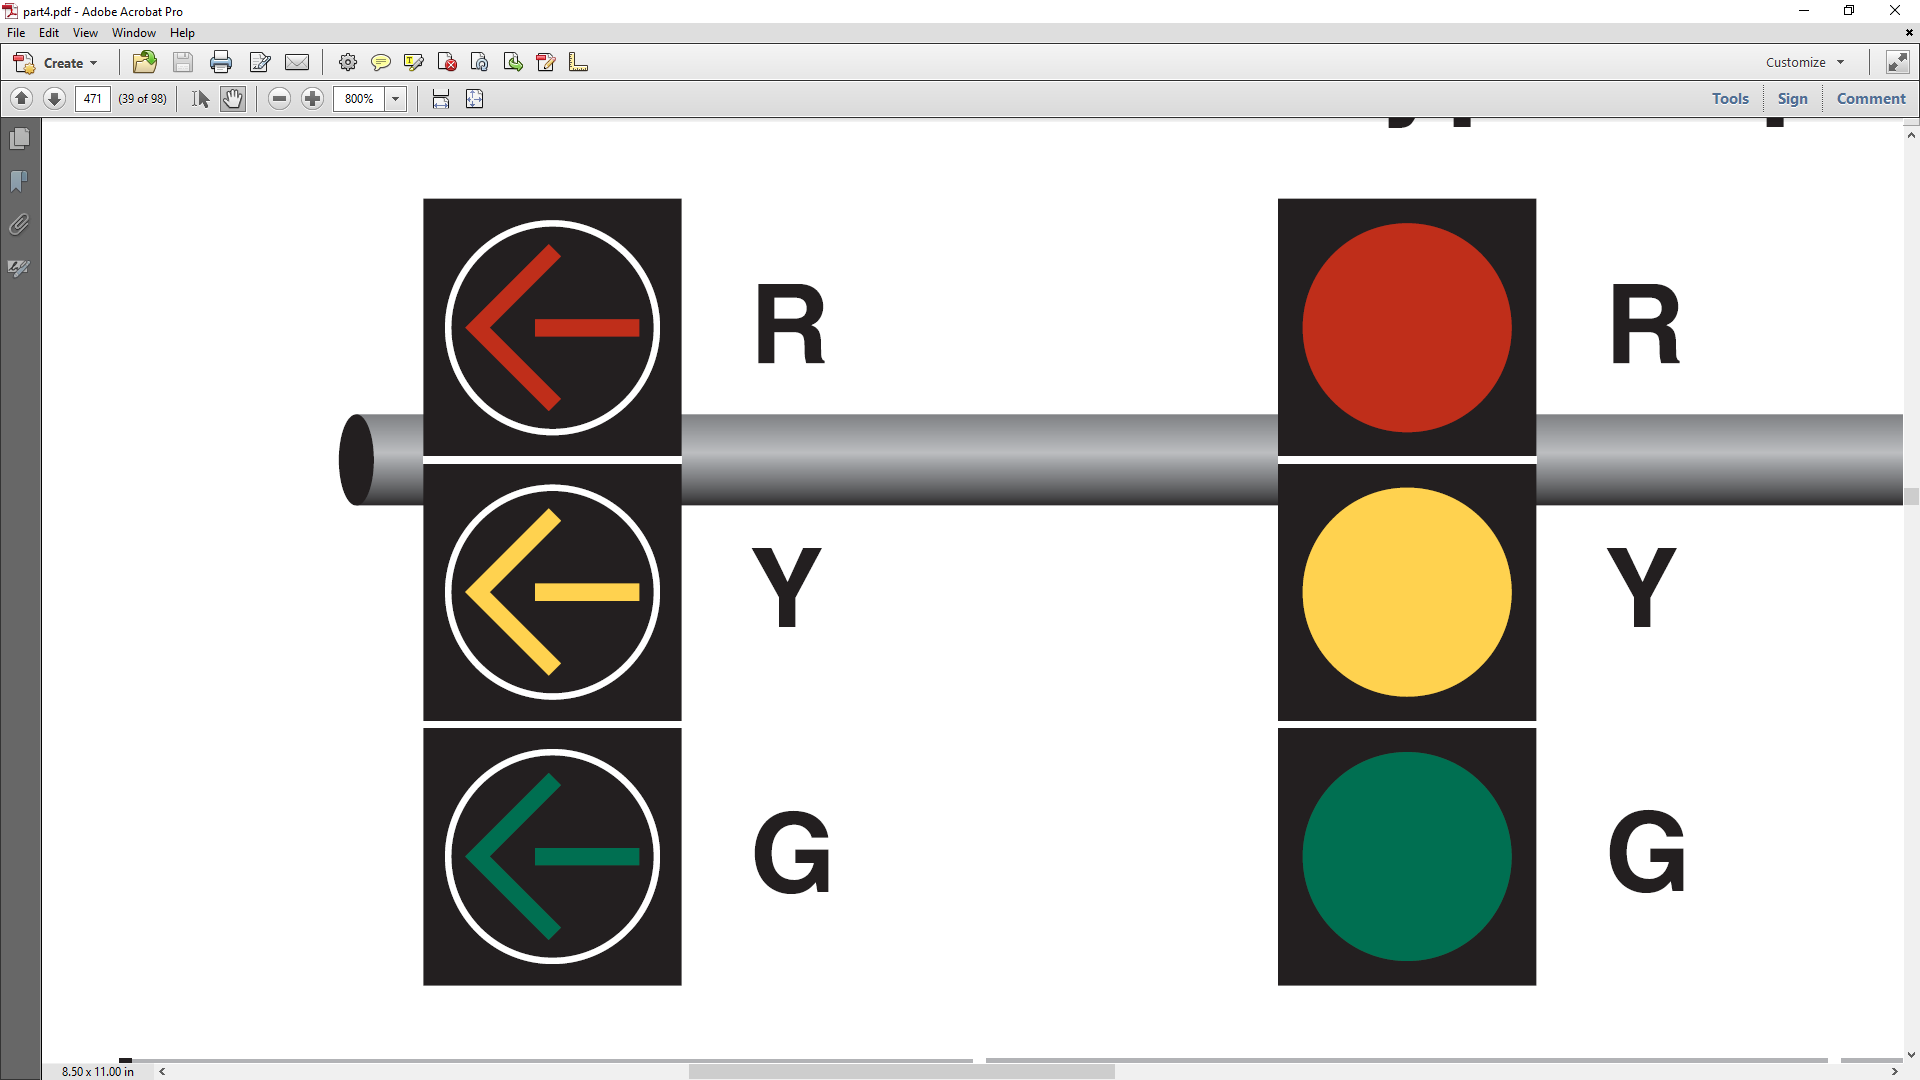 part4.pdf - Adobe Acrobat Pro
File Edit View Window Help
Create Customize
471 (39 of 98) 800% Tools Sign Comment
R R
Y Y
G G
8.50 x 11.00 in